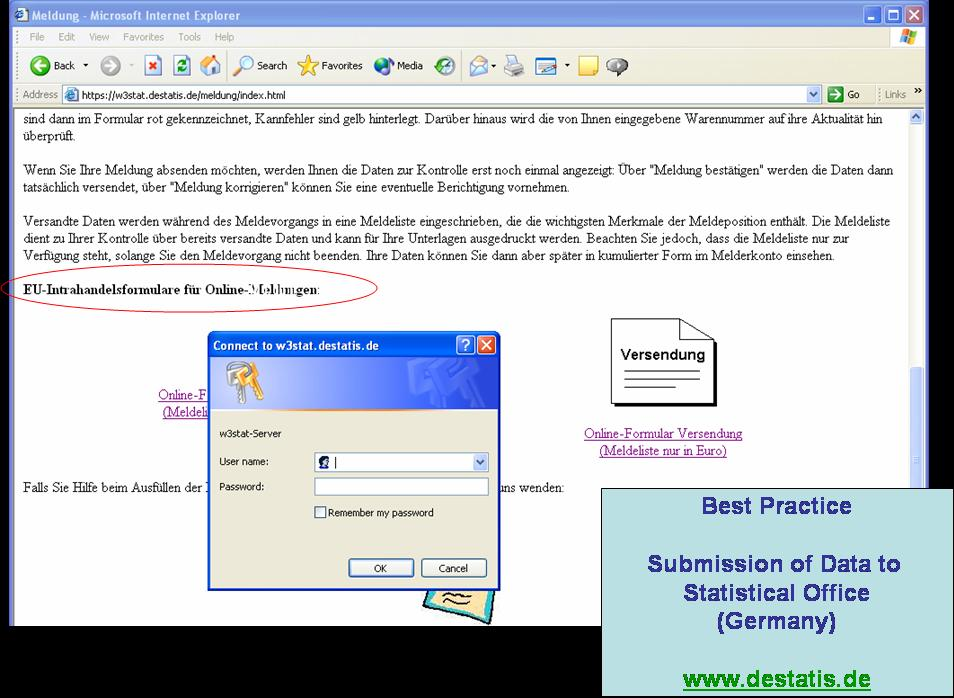 Meldung - Microsoft Internet Explorer
File Edit View Favorites Tools Help
Back Search Favorites Media
Address https://w3stat.destatis.de/meldung/index.html Go Links »
sind dann im Formular rot gekennzeichnet, Kannfehler sind gelb hinterlegt. Darüber hinaus wird die von Ihnen eingegebene Warennummer auf ihre Aktualität hin
überprüft.
Wenn Sie Ihre Meldung absenden möchten, werden Ihnen die Daten zur Kontrolle erst noch einmal angezeigt: Über "Meldung bestätigen" werden die Daten dann
tatsächlich versendet, über "Meldung korrigieren" können Sie eine eventuelle Berichtigung vornehmen.
Versandte Daten werden während des Meldevorgangs in eine Meldeliste eingeschrieben, die die wichtigsten Merkmale der Meldeposition enthält. Die Meldeliste
dient zu Ihrer Kontrolle über bereits versandte Daten und kann für Ihre Unterlagen ausgedruckt werden. Beachten Sie jedoch, dass die Meldeliste nur zur
Verfügung steht, solange Sie den Meldevorgang nicht beenden. Ihre Daten können Sie dann aber später in kumulierter Form im Melderkonto einsehen.
EU-Intrahandelsformulare für Online-Meldungen:
Connect to w3stat.destatis.de
w3stat-Server
User name:
Password:
Remember my password
OK Cancel
Versendung
Online-F
(Meldeli
Online-Formular Versendung
(Meldeliste nur in Euro)
Falls Sie Hilfe beim Ausfüllen der uns wenden:
Best Practice
Submission of Data to
Statistical Office
(Germany)
www.destatis.de